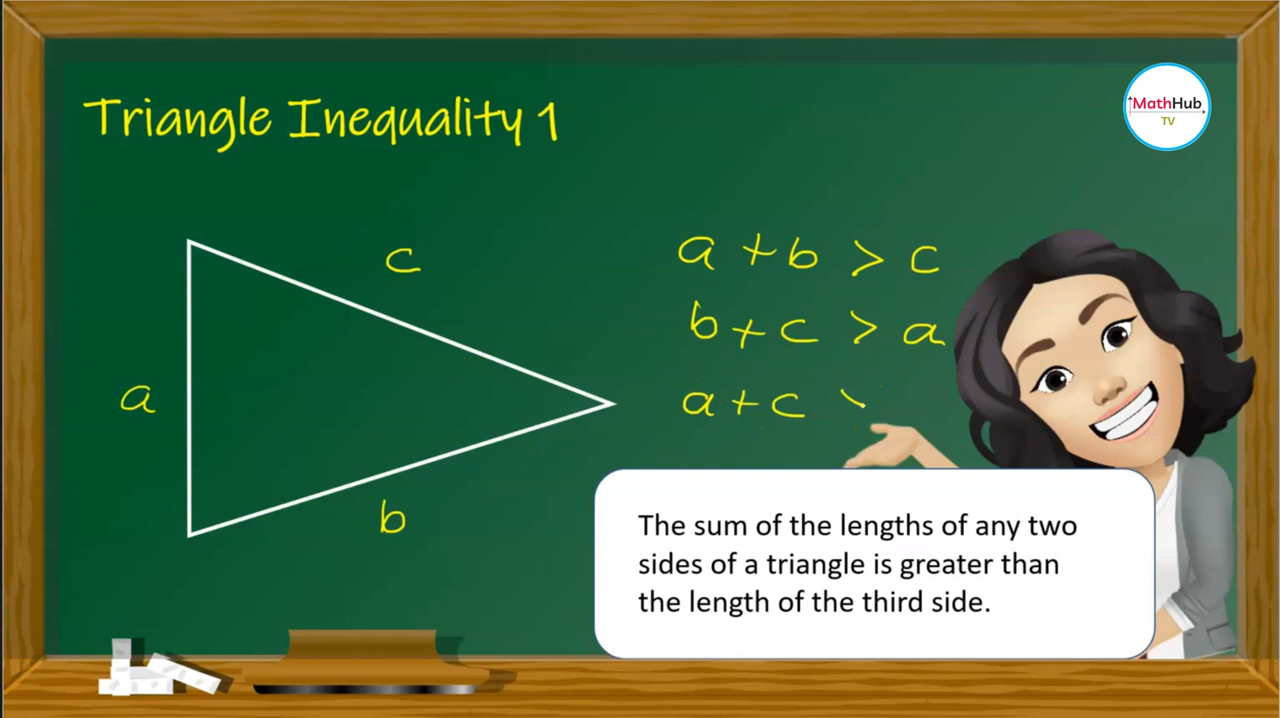 MathHub
TV
Triangle Inequality 1
c
a
b
a + b > c
b + c > a
a + c
The sum of the lengths of any two
sides of a triangle is greater than
the length of the third side.